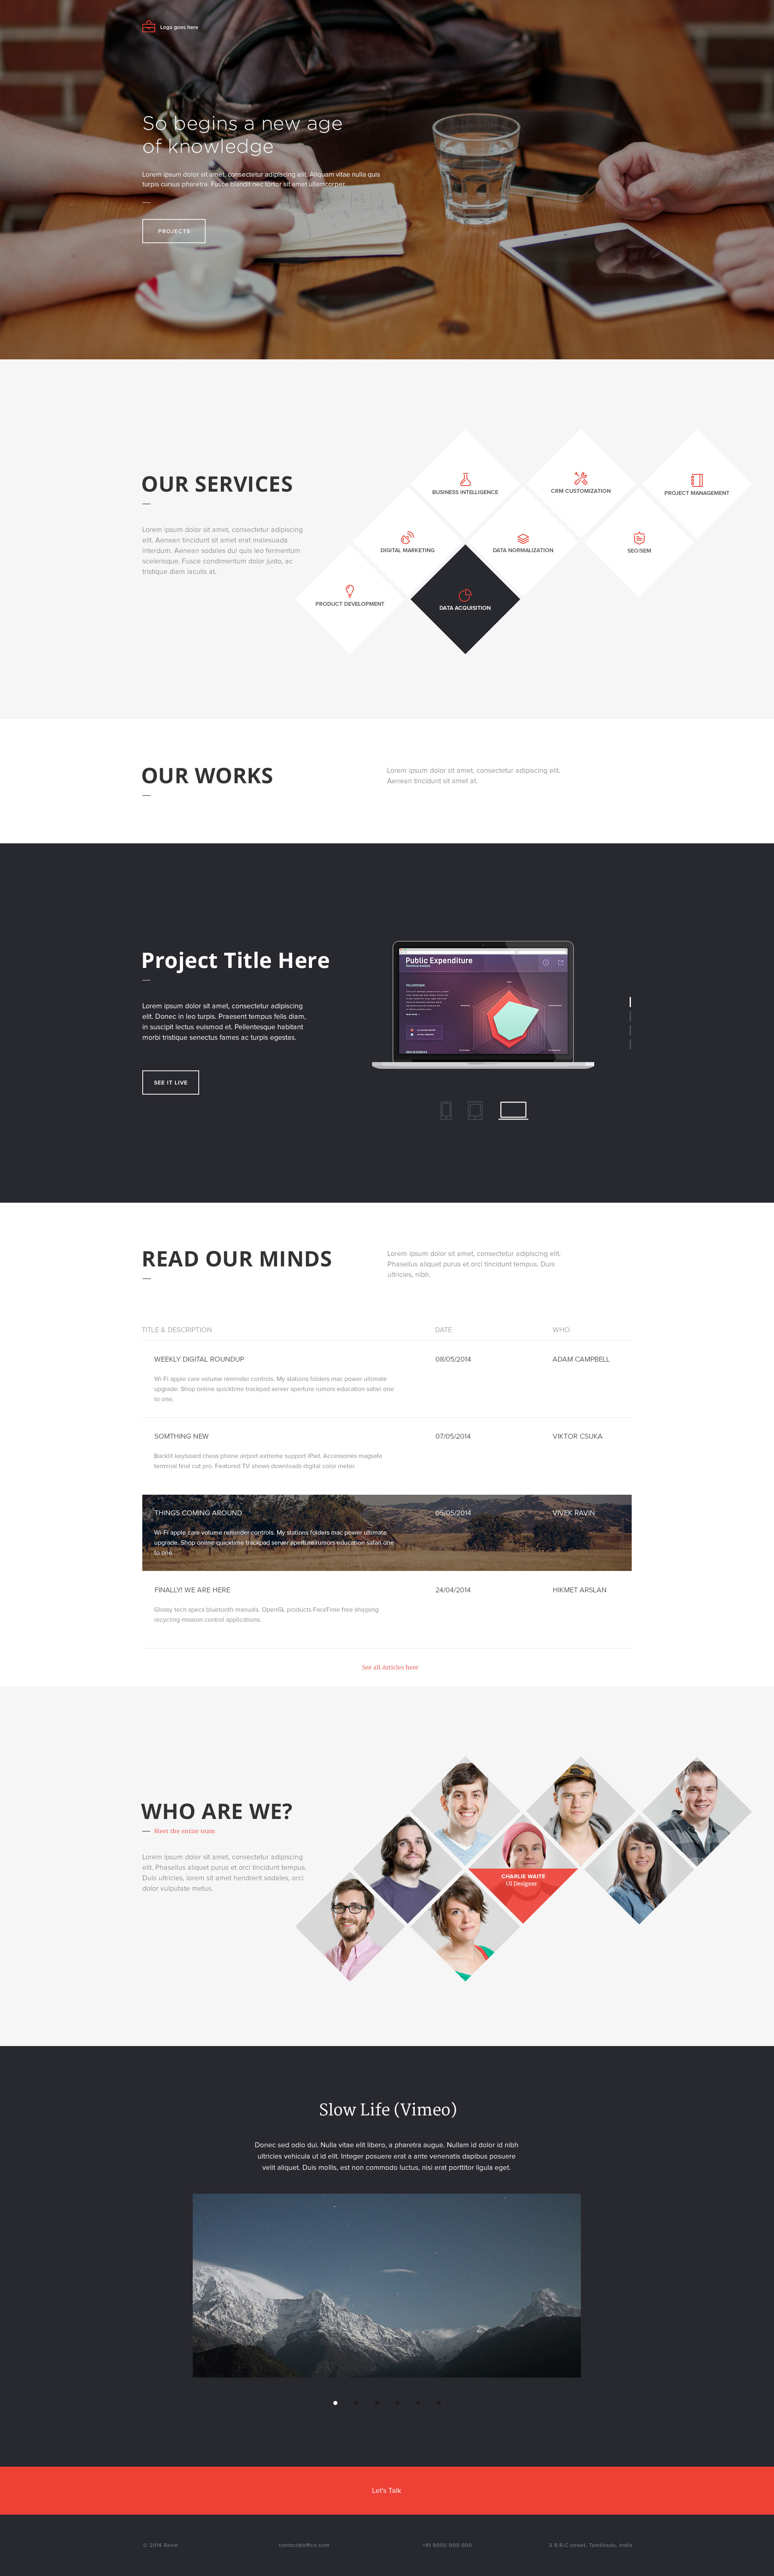 Logo goes here
So begins a new age
of knowledge
Lorem ipsum dolor sit amet, consectetur adipiscing elit. Aliquam vitae nulla quis
turpis cursus pharetra. Fusce blandit nec tortor sit amet ullamcorper.
PROJECTS
OUR SERVICES
Lorem ipsum dolor sit amet, consectetur adipiscing
elit. Aenean tincidunt sit amet erat malesuada
interdum. Aenean sodales dui quis leo fermentum
scelerisque. Fusce condimentum dolor justo, ac
tristique diam iaculis at.
BUSINESS INTELLIGENCE
CRM CUSTOMIZATION
PROJECT MANAGEMENT
DIGITAL MARKETING
DATA NORMALIZATION
SEO/SEM
PRODUCT DEVELOPMENT
DATA ACQUISITION
OUR WORKS
Lorem ipsum dolor sit amet, consectetur adipiscing elit.
Aenean tincidunt sit amet at.
Project Title Here
Lorem ipsum dolor sit amet, consectetur adipiscing
elit. Donec in leo turpis. Praesent tempus felis diam,
in suscipit lectus euismod et. Pellentesque habitant
morbi tristique senectus fames ac turpis egestas.
SEE IT LIVE
Public Expenditure
READ OUR MINDS
Lorem ipsum dolor sit amet, consectetur adipiscing elit.
Phasellus aliquet purus et orci tincidunt tempus. Duis
ultricies, nibh.
TITLE & DESCRIPTION DATE WHO
WEEKLY DIGITAL ROUNDUP 08/05/2014 ADAM CAMPBELL
Wi-Fi apple care volume reminder controls. My stations folders mac power ultimate
upgrade. Shop online quicktime trackpad server aperture rumors education safari one
to one.
SOMTHING NEW 07/05/2014 VIKTOR CSUKA
Backlit keyboard chess phone airport extreme support iPad. Accessories magsafe
terminal final cut pro. Featured TV shows downloads digital color meter.
THINGS COMING AROUND 05/05/2014 VIVEK RAVIN
Wi-Fi apple care volume reminder controls. My stations folders mac power ultimate
upgrade. Shop online quicktime trackpad server aperture rumors education safari one
to one.
FINALLY! WE ARE HERE 24/04/2014 HIKMET ARSLAN
Glossy tech specs bluetooth manuals. OpenGL products FaceTime free shipping
recycling mission control applications.
See all Articles here
WHO ARE WE?
Meet the entire team
Lorem ipsum dolor sit amet, consectetur adipiscing
elit. Phasellus aliquet purus et orci tincidunt tempus.
Duis ultricies, lorem sit amet hendrerit sodales, orci
dolor vulputate metus.
CHARLIE WAITE
UI Designer
Slow Life (Vimeo)
Donec sed odio dui. Nulla vitae elit libero, a pharetra augue. Nullam id dolor id nibh
ultricies vehicula ut id elit. Integer posuere erat a ante venenatis dapibus posuere
velit aliquet. Duis mollis, est non commodo luctus, nisi erat porttitor ligula eget.
Let's Talk
© 2014 Ravin
contact@office.com
+91 9000 000 000
3 R.R.C street, Tamilnadu, India